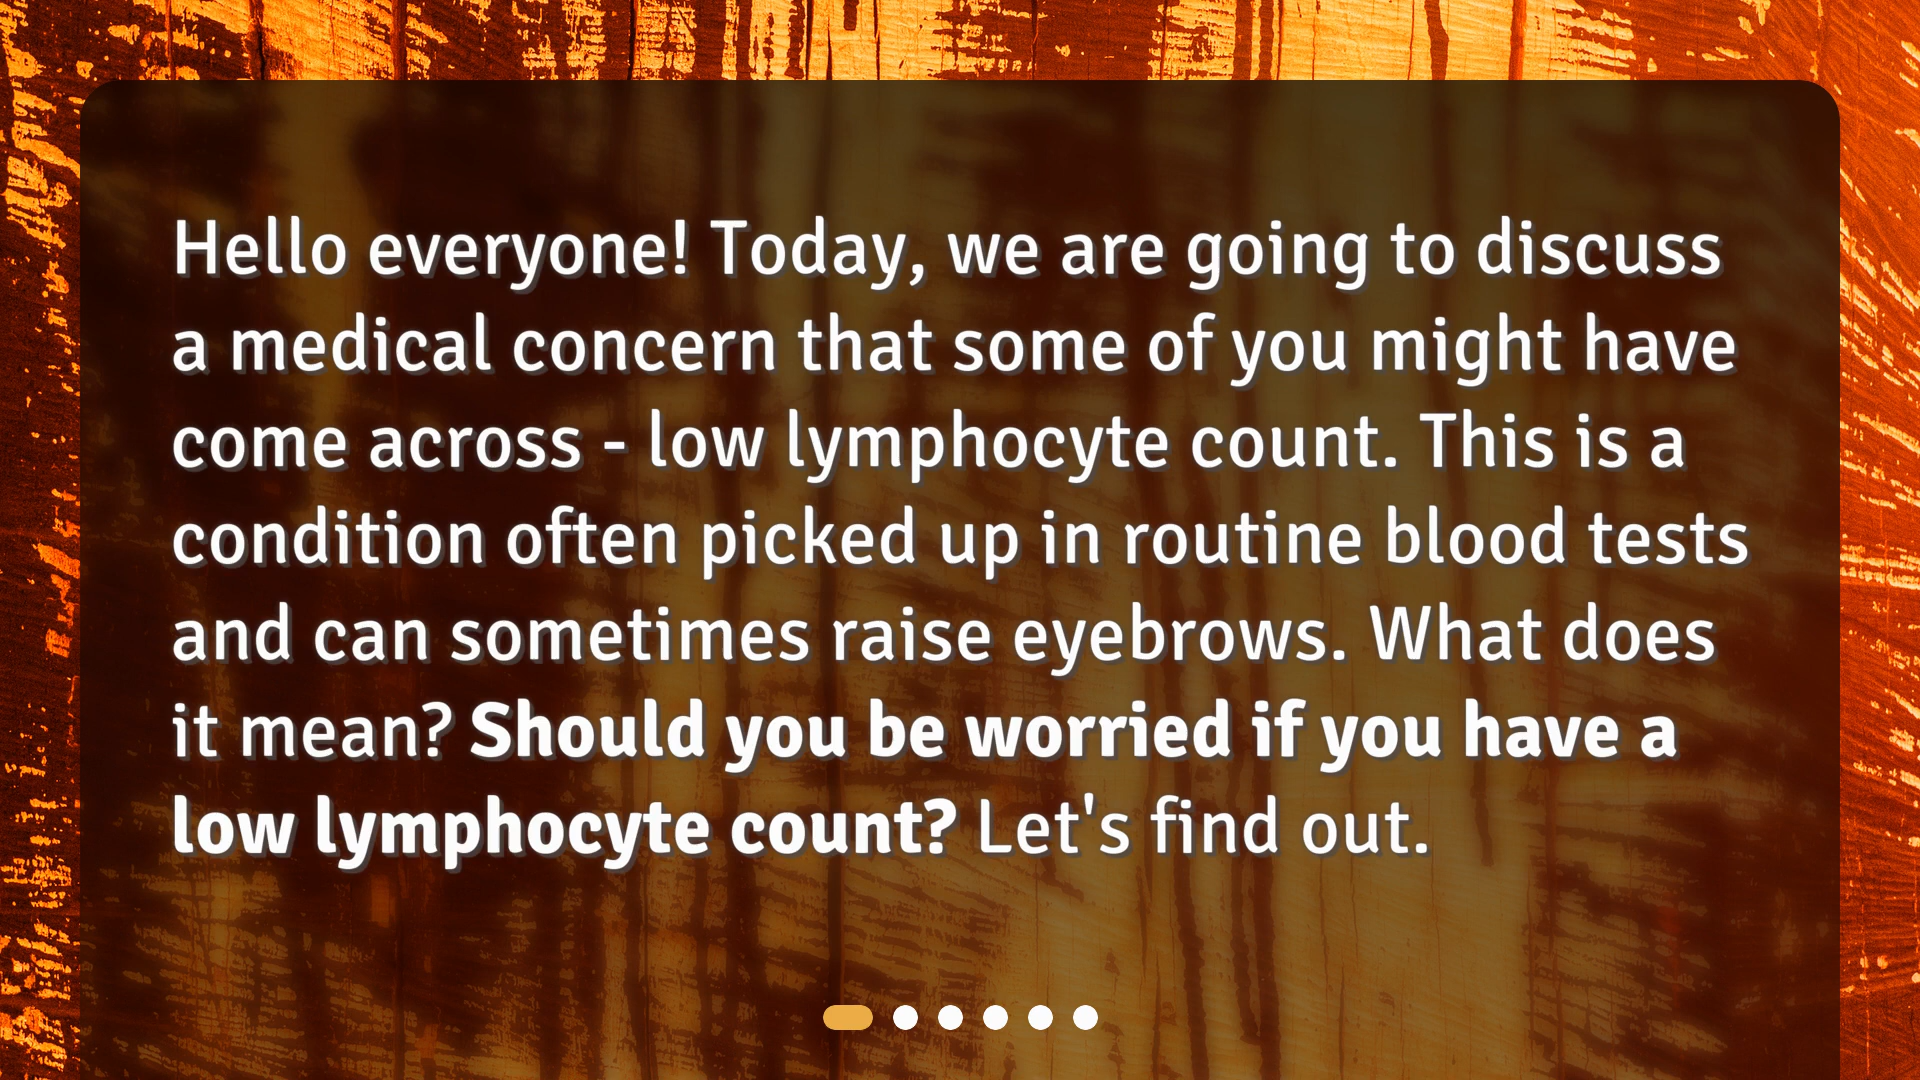 Hello everyone! Today, we are going to discuss
a medical concern that some of you might have
come across - low lymphocyte count. This is a
condition often picked up in routine blood tests
and can sometimes raise eyebrows. What does
it mean? Should you be worried if you have a
low lymphocyte count? Let's find out.